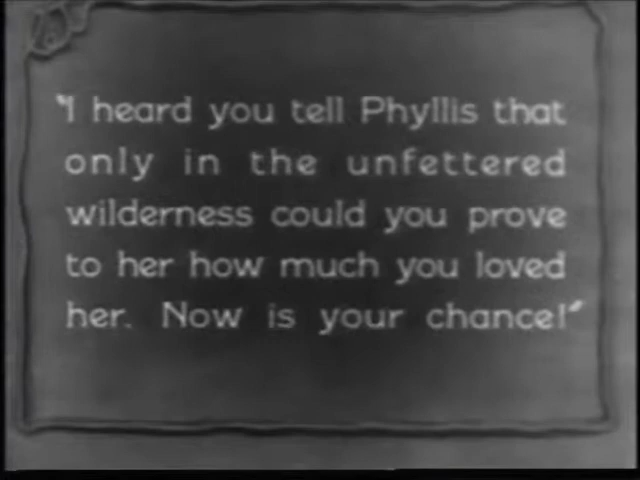 "I heard you tell Phyllis that
only in the unfettered
wilderness could you prove
to her how much you loved
her. Now is your chance!"